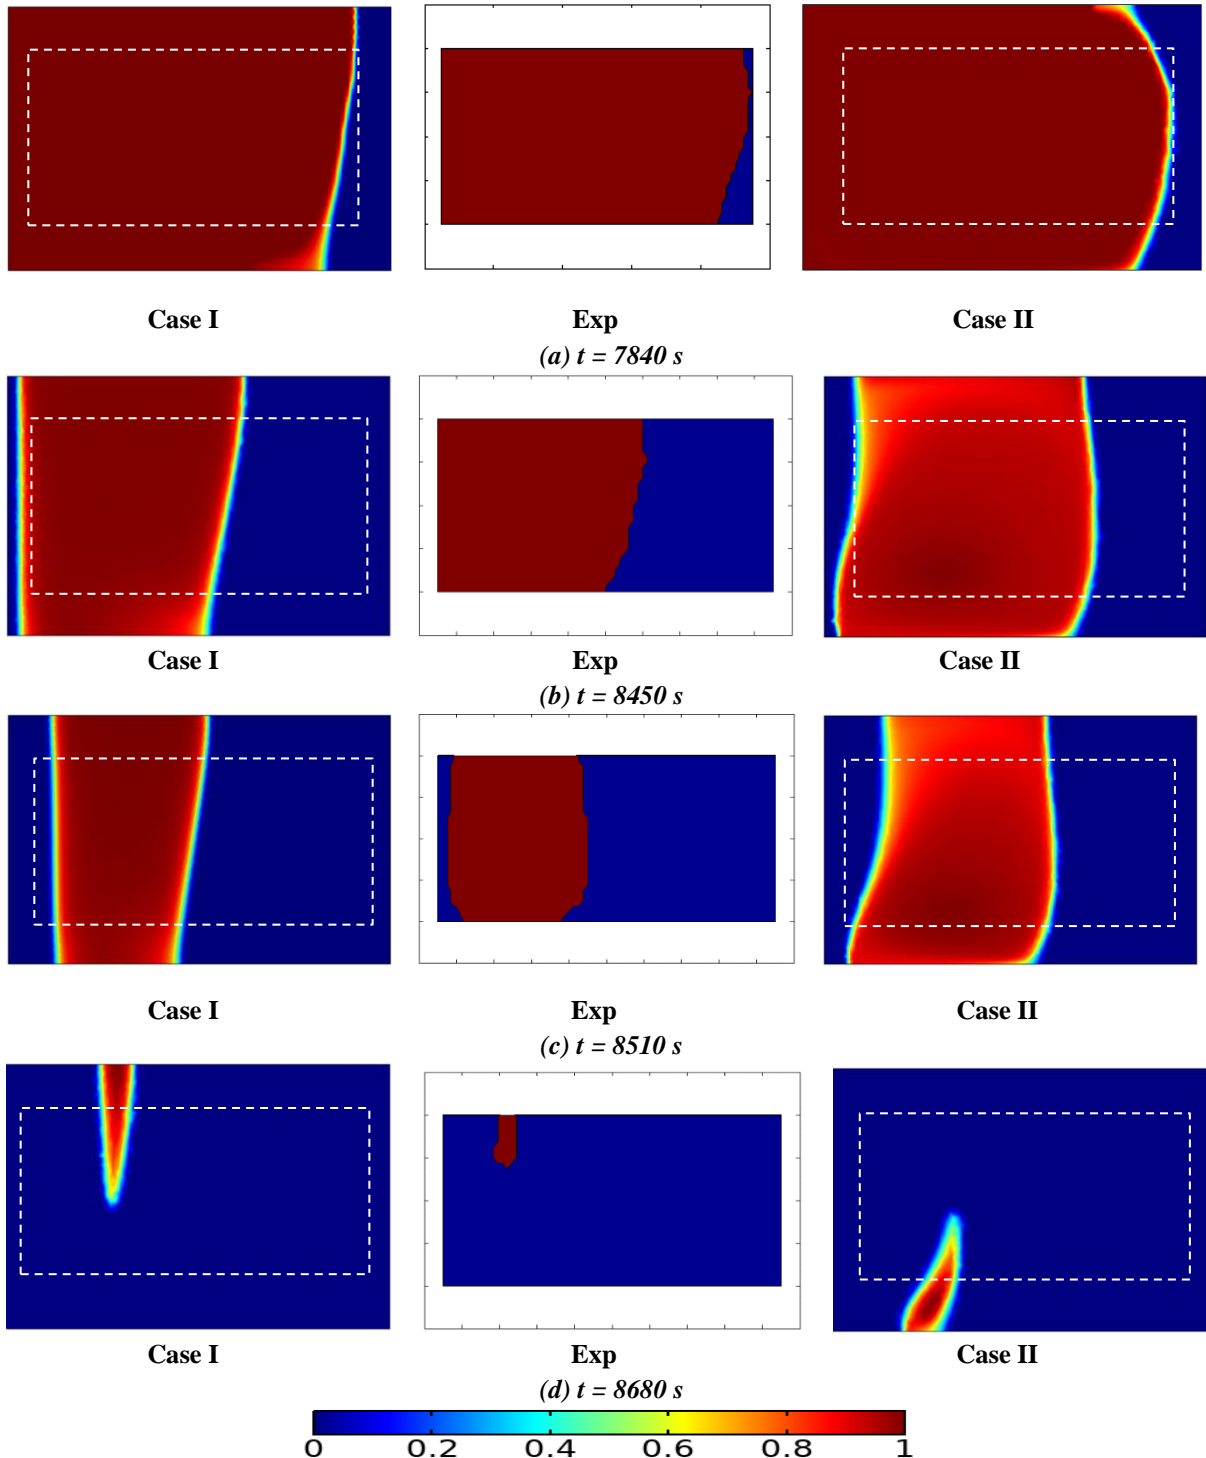 Case I Exp Case II
(a) t = 7840 s
Case I Exp Case II
(b) t = 8450 s
Case I Exp Case II
(c) t = 8510 s
Case I Exp Case II
(d) t = 8680 s
0 0.2 0.4 0.6 0.8 1